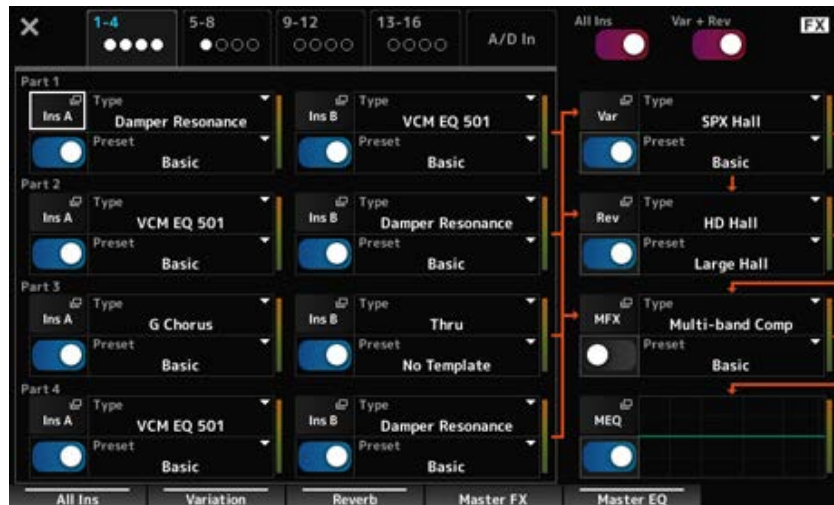 1-4 5-8 9-12 13-16 A/D In All Ins Var + Rev FX
Part 1
Ins A Type Damper Resonance Ins B Type VCM EQ 501 Var Type SPX Hall
Preset Basic Preset Basic Preset Basic
Part 2
Ins A Type VCM EQ 501 Ins B Type Damper Resonance Rev Type HD Hall
Preset Basic Preset Basic Preset Large Hall
Part 3
Ins A Type G Chorus Ins B Type Thru MFX Type Multi-band Comp
Preset Basic Preset No Template Preset Basic
Part 4
Ins A Type VCM EQ 501 Ins B Type Damper Resonance MEQ
Preset Basic Preset Basic
All Ins Variation Reverb Master FX Master EQ